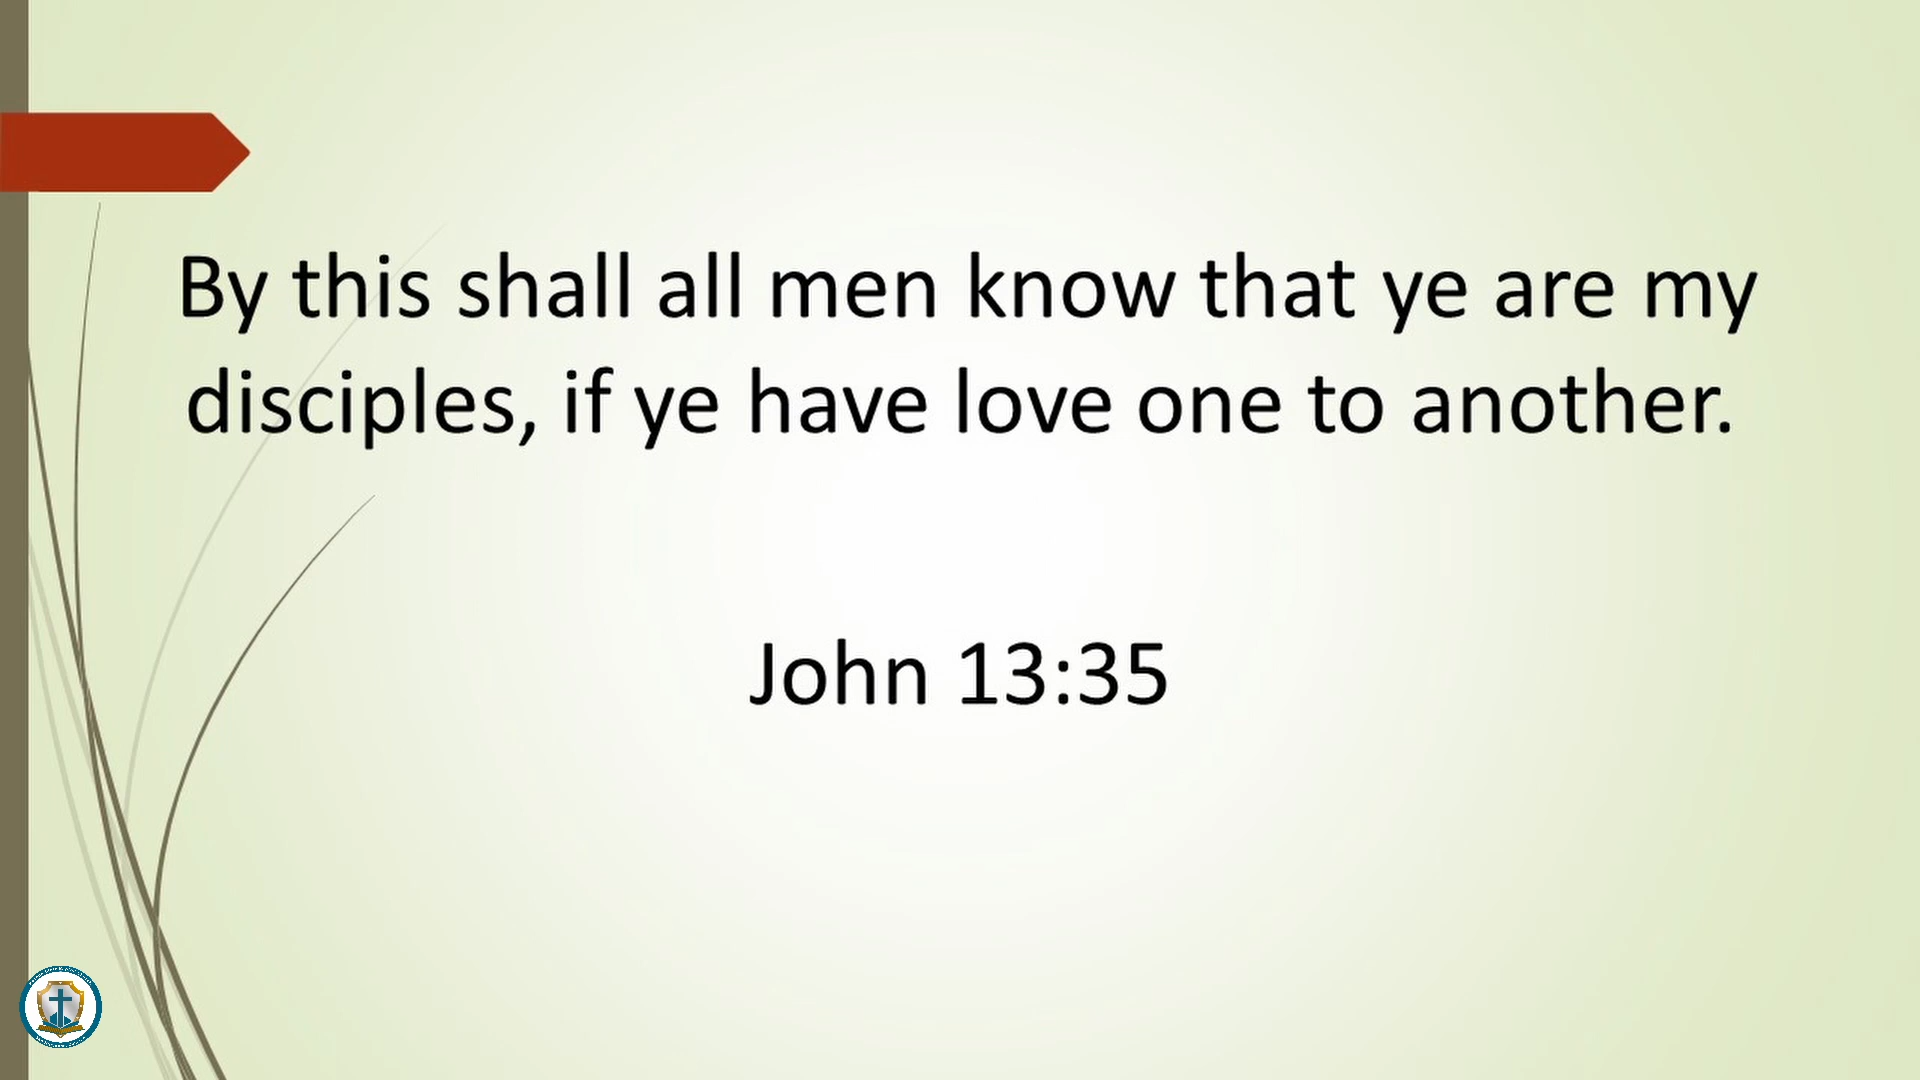 By this shall all men know that ye are my
disciples, if ye have love one to another.
John 13:35